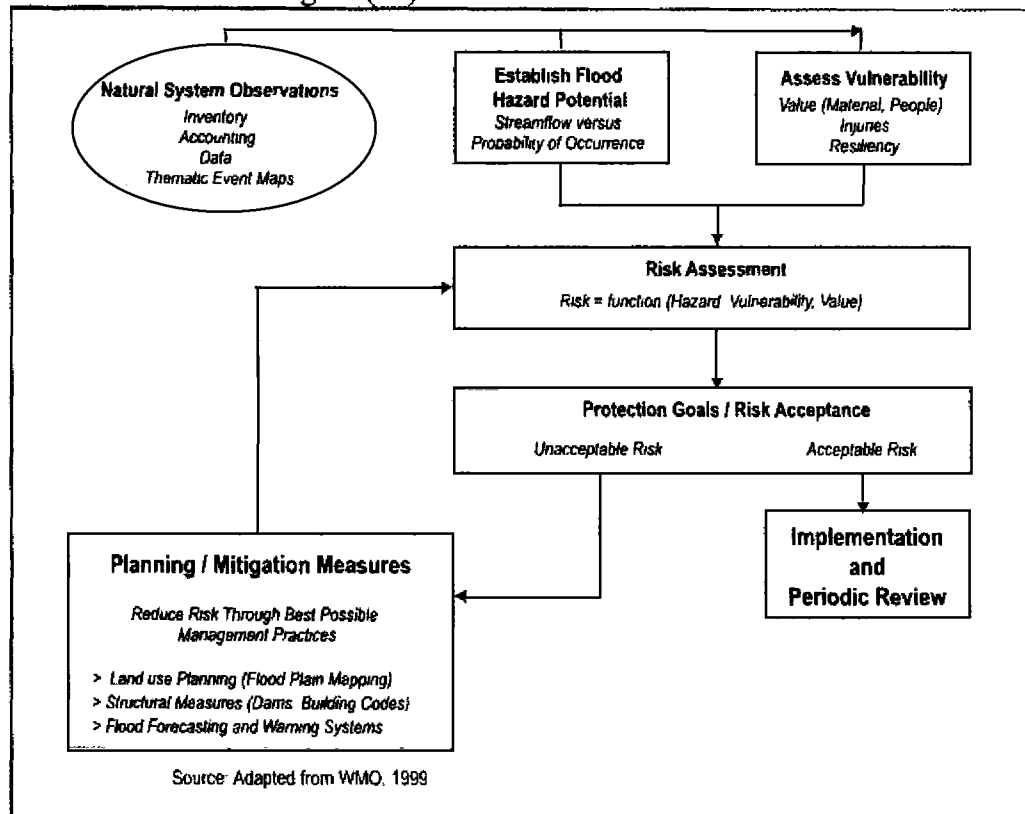 Natural System Observations
Inventory
Accounting
Data
Thematic Event Maps
Establish Flood
Hazard Potential
Streamflow versus
Probability of Occurrence
Assess Vulnerability
Value (Material, People)
Injuries
Resiliency
Risk Assessment
Risk = function (Hazard Vulnerability, Value)
Protection Goals / Risk Acceptance
Unacceptable Risk
Acceptable Risk
Implementation
and
Periodic Review
Planning / Mitigation Measures
Reduce Risk Through Best Possible
Management Practices
> Land use Planning (Flood Plain Mapping)
> Structural Measures (Dams. Building Codes)
> Flood Forecasting and Warning Systems
Source: Adapted from WMO, 1999